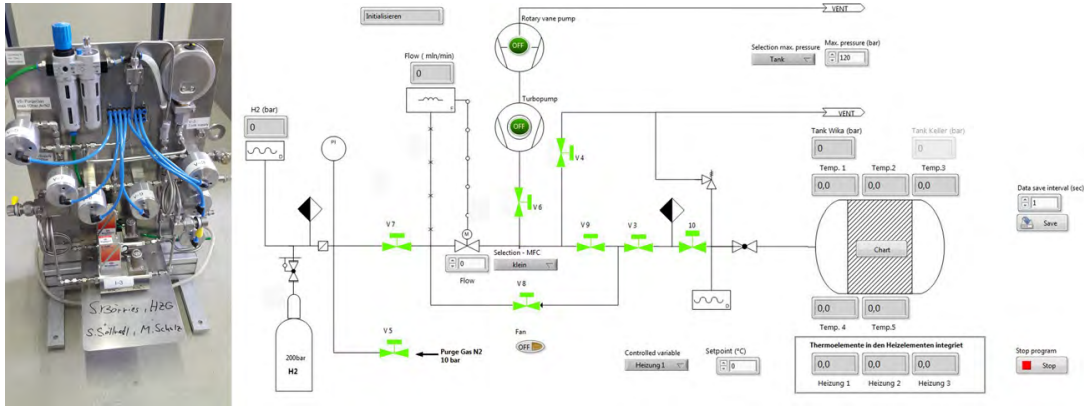 Initialisieren
Rotary vane pump
VENT
OFF
Selection max. pressure
Tank
Max. pressure (bar)
120
Flow ( mln/min)
0
Turbopump
OFF
VENT
H2 (bar)
0
PI
V 4
Tank Wika (bar)
0
Tank Keller (bar)
Temp. 1
Temp.2
Temp.3
0,0
0,0
0,0
Data save interval (sec)
1
Save
V 6
V 7
M
V 9
V 3
10
Selection - MFC
klein
0
Flow
Chart
V 8
Temp. 4
Temp.5
0,0
0,0
200bar
H2
V 5
Purge Gas N2
10 bar
Fan
OFF
Controlled variable
Heizung 1
Setpoint (°C)
0
Thermoelemente in den Heizelementen integriet
0,0
0,0
0,0
Heizung 1
Heizung 2
Heizung 3
Stop program
Stop
S. Börries, HZG